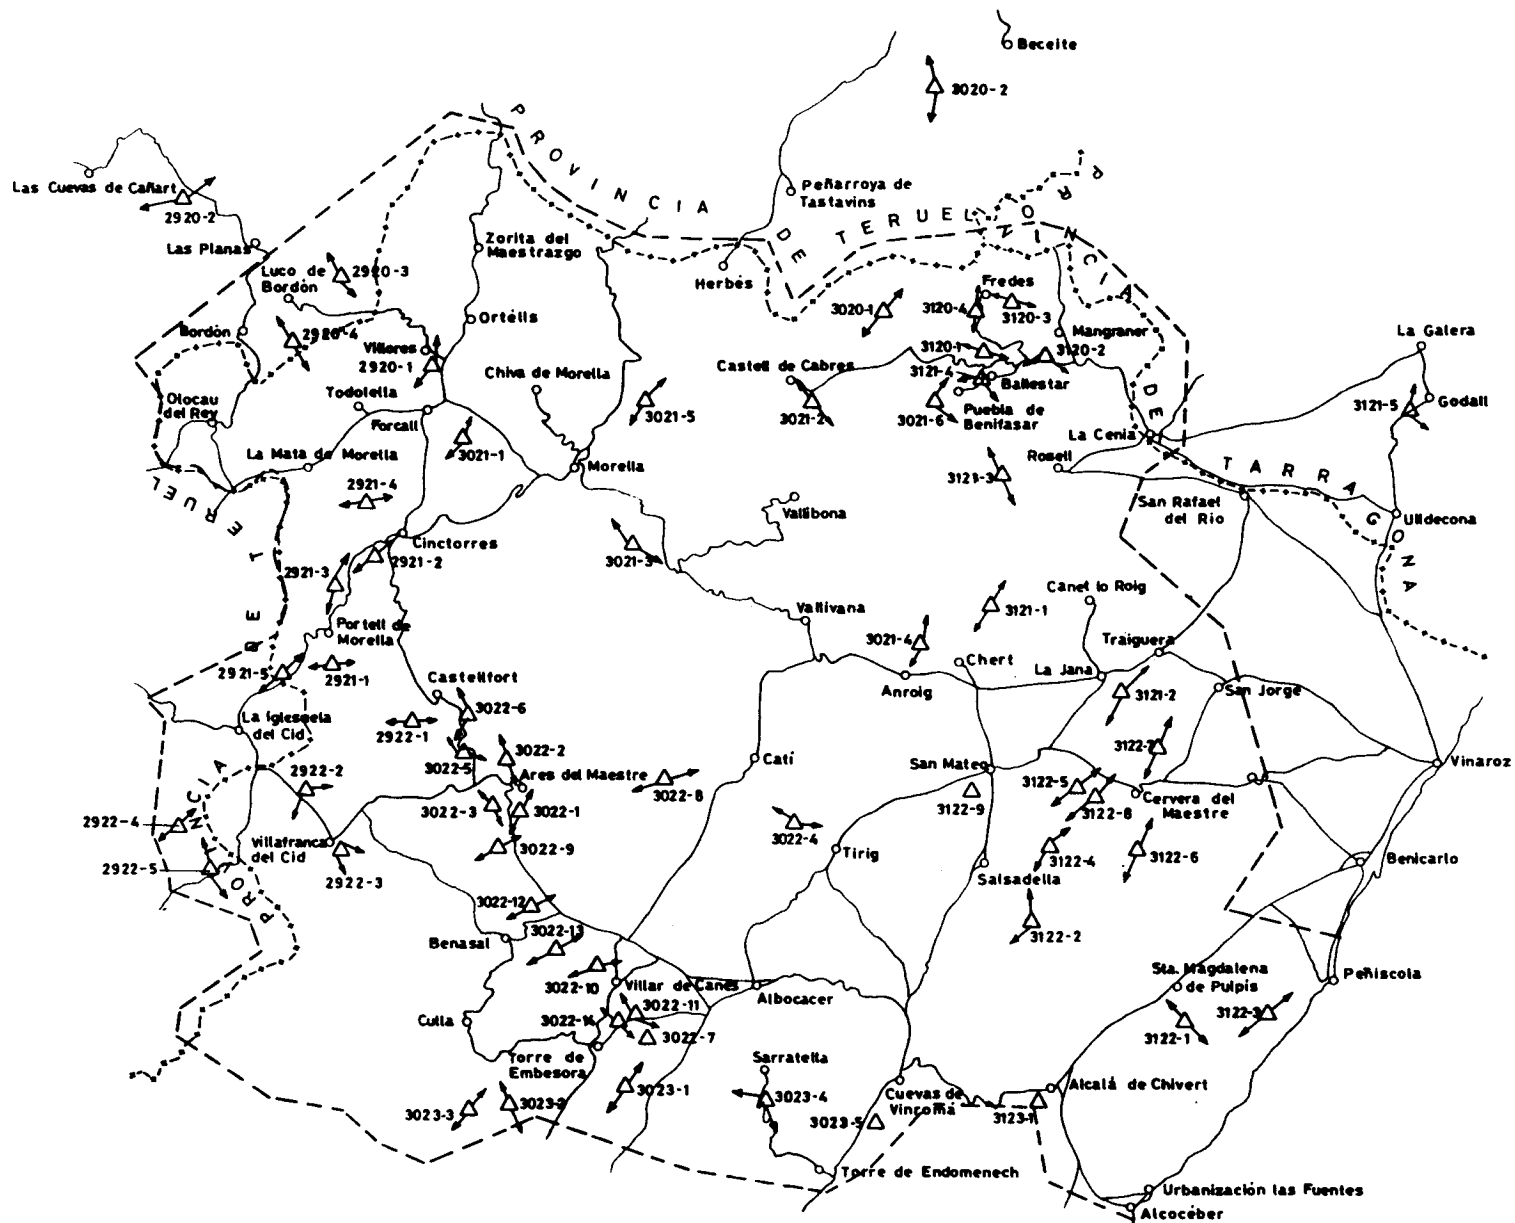 Beceite
3020-2
PROVINCIA DE TERUEL
Las Cuevas de Cañart
2920-2
Peñarroya de
Tastavins
PROVINCIA DE TARRAGONA
Las Planas
Zorita del
Maestrazgo
Luco de
Bordón
2920-3
Herbés
Fredes
3020-1
3120-4
3120-3
Ortélls
Bordón
2920-4
Mangraner
La Galera
Villores
2920-1
3120-1
3120-2
Castell de Cabres
3121-4
Ballestar
Chiva de Morella
Todolella
Olocau
del Rey
3021-5
3021-2
3021-6
Puebla de
Benifasar
3121-5
Godall
Forcall
La Cenia
3021-1
La Mata de Morella
Morella
Rosell
3121-3
2921-4
San Rafael
del Rio
Vallibona
Ulldecona
PROVINCIA DE TERUEL
Cinctorres
2921-2
2921-3
3021-3
Canet lo Roig
3121-1
Vallivana
Portell de
Morella
3021-4
Traiguera
Chert
La Jana
2921-5
2921-1
Anroig
3121-2
San Jorge
Castellfort
3022-6
La Iglesuela
del Cid
2922-1
3022-5
3022-2
3122-7
Catí
San Mateo
Vinaroz
2922-2
Ares del Maestre
3022-8
3122-5
3022-3
3022-1
3122-9
3122-8
Cervera del
Maestre
2922-4
3022-4
Villafranca
del Cid
3022-9
Tirig
3122-4
3122-6
Benicarlo
2922-5
2922-3
Salsadella
3022-12
3022-13
3122-2
Benasal
3022-10
Villar de Canes
Sta. Magdalena
de Pulpis
Peñiscola
Albocacer
3022-11
Culla
3022-14
3022-7
3122-3
3122-1
Torre de
Embesora
Sarratella
3023-1
3023-4
Cuevas de
Vinromá
Alcalá de Chivert
3023-3
3023-2
3023-5
3123-1
Torre de Endomenech
Urbanización las Fuentes
Alcocéber